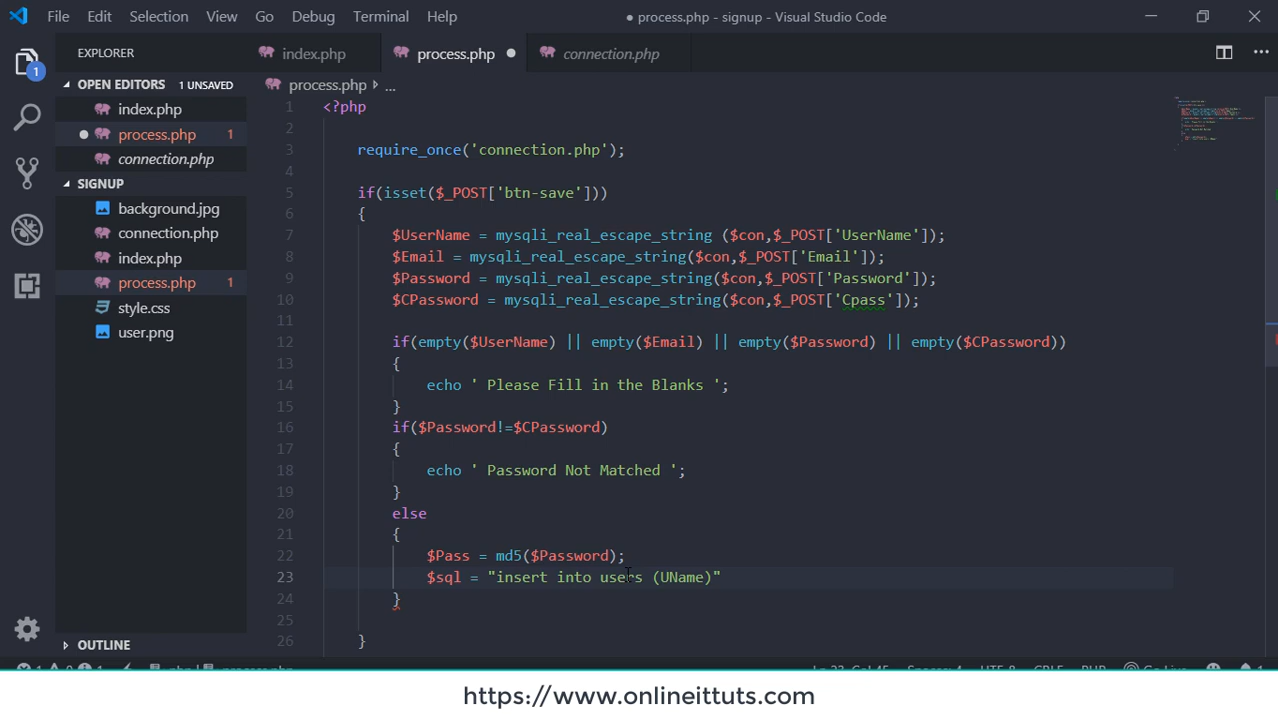 File Edit Selection View Go Debug Terminal Help ● process.php - signup - Visual Studio Code
EXPLORER index.php process.php ● connection.php ...
OPEN EDITORS 1 UNSAVED process.php ...
index.php
process.php 1
connection.php
SIGNUP
background.jpg
connection.php
index.php
process.php 1
style.css
user.png
OUTLINE
1
1 <?php
2
3 require_once('connection.php');
4
5 if(isset($_POST['btn-save']))
6 {
7 $UserName = mysqli_real_escape_string ($con,$_POST['UserName']);
8 $Email = mysqli_real_escape_string($con,$_POST['Email']);
9 $Password = mysqli_real_escape_string($con,$_POST['Password']);
10 $CPassword = mysqli_real_escape_string($con,$_POST['Cpass']);
11
12 if(empty($UserName) || empty($Email) || empty($Password) || empty($CPassword))
13 {
14 echo ' Please Fill in the Blanks ';
15 }
16 if($Password!=$CPassword)
17 {
18 echo ' Password Not Matched ';
19 }
20 else
21 {
22 $Pass = md5($Password);
23 $sql = "insert into users (UName)"
24 }
25
26 }
https://www.onlineittuts.com